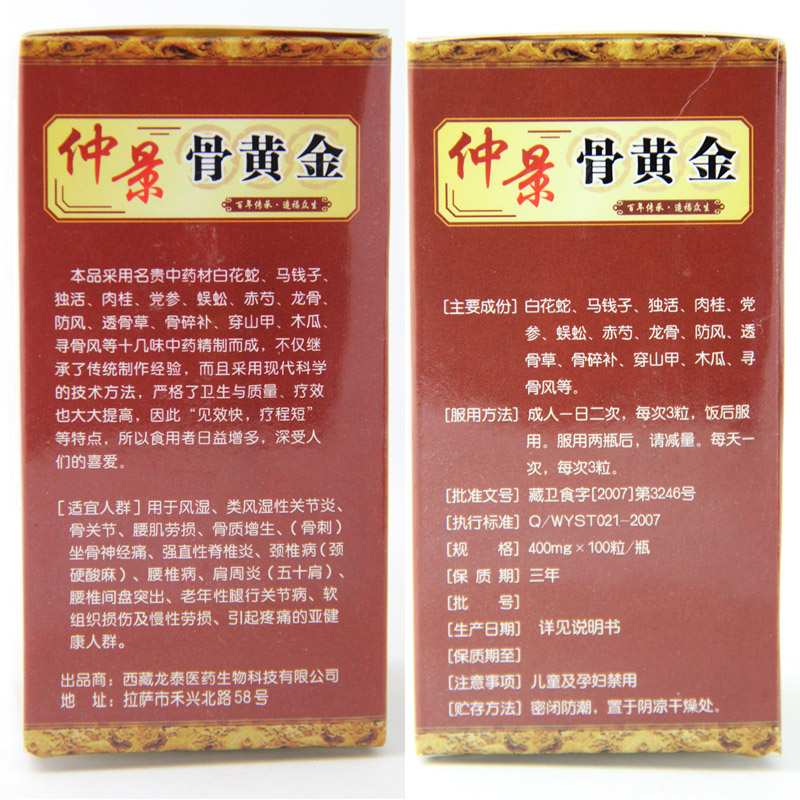 仲景 骨黄金
百年传承·造福众生
本品采用名贵中药材白花蛇、马钱子、
独活、肉桂、党参、蜈蚣、赤芍、龙骨、
防风、透骨草、骨碎补、穿山甲、木瓜、
寻骨风等十几味中药精制而成，不仅继
承了传统制作经验，而且采用现代科学
的技术方法，严格了卫生与质量、疗效
也大大提高，因此“见效快，疗程短”
等特点，所以食用者日益增多，深受人
们的喜爱。
[适宜人群] 用于风湿、类风湿性关节炎、
骨关节、腰肌劳损、骨质增生、（骨刺）
坐骨神经痛、强直性脊椎炎、颈椎病(颈
硬酸麻)、腰椎病、肩周炎(五十肩)、
腰椎间盘突出、老年性腿行关节病、软
组织损伤及慢性劳损、引起疼痛的亚健
康人群。
出品商：西藏龙泰医药生物科技有限公司
地 址：拉萨市禾兴北路58号
仲景 骨黄金
百年传承·造福众生
[主要成份] 白花蛇、马钱子、独活、肉桂、党
参、蜈蚣、赤芍、龙骨、防风、透
骨草、骨碎补、穿山甲、木瓜、寻
骨风等。
[服用方法] 成人一日二次，每次3粒，饭后服
用。服用两瓶后，请减量。每天一
次，每次3粒。
[批准文号] 藏卫食字[2007]第3246号
[执行标准] Q/WYST021-2007
[规 格] 400mg×100粒/瓶
[保 质 期] 三年
[批 号]
[生产日期] 详见说明书
[保质期至]
[注意事项] 儿童及孕妇禁用
[贮存方法] 密闭防潮，置于阴凉干燥处。